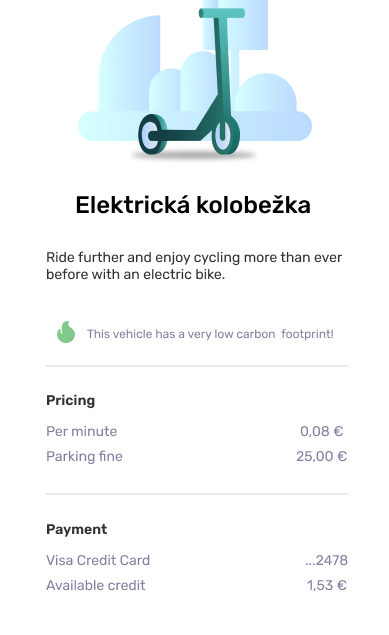 Elektrická kolobežka
Ride further and enjoy cycling more than ever
before with an electric bike.
This vehicle has a very low carbon footprint!
Pricing
Per minute 0,08 €
Parking fine 25,00 €
Payment
Visa Credit Card ...2478
Available credit 1,53 €